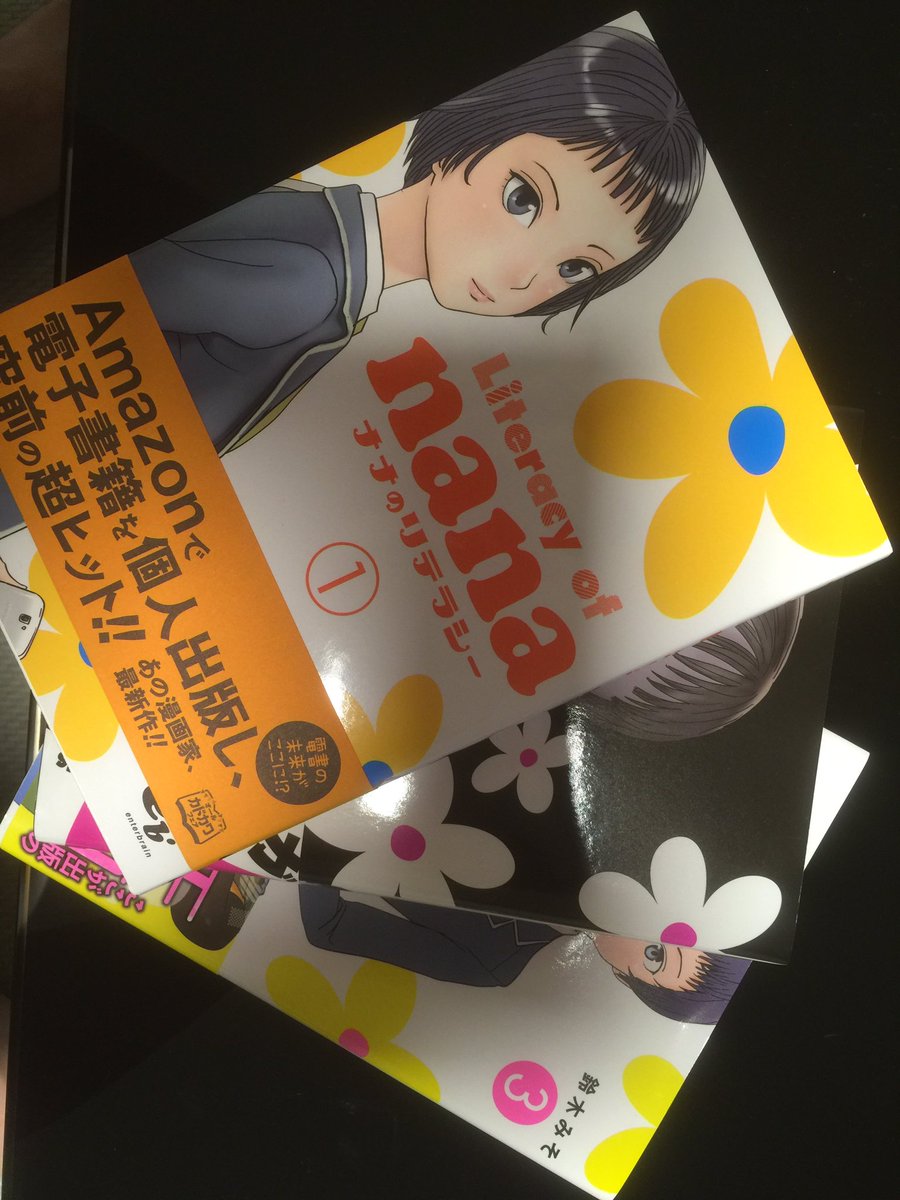 Literacy of
nana
ナナのリテラシー
1
Amazonで
電子書籍を個人出版し、
空前の超ヒット!!
あの漫画家、
最新作!!
電書の
未来が
ここに!?
enterbrain
3
鈴木みそ